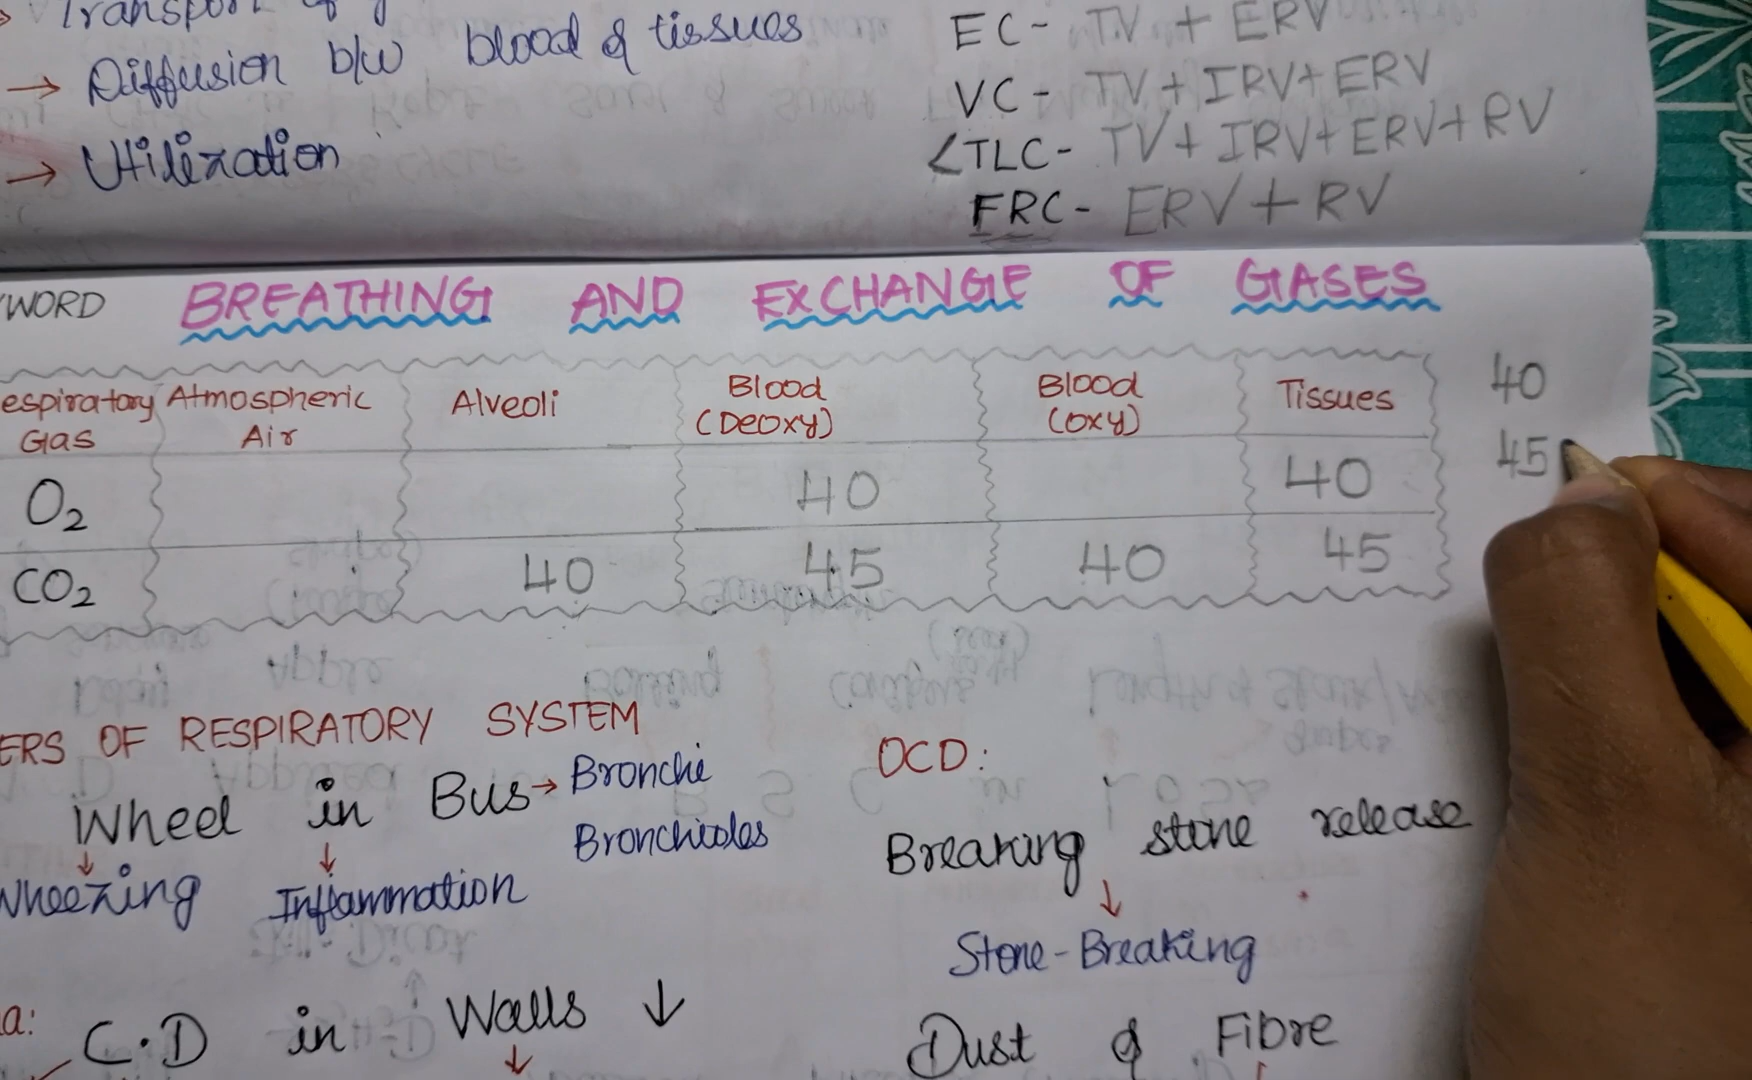 Transport of
→ Diffusion b/w blood & tissues
→ Utilization
EC - TV + ERV
VC - TV + IRV + ERV
<TLC - TV + IRV + ERV + RV
FRC - ERV + RV
WORD BREATHING AND EXCHANGE OF GASES
espiratory Gas Atmospheric Air Alveoli Blood (Deoxy) Blood (oxy) Tissues
O₂ 40 40
CO₂ 40 45 40 45
40
45
ERS OF RESPIRATORY SYSTEM
Wheel in Bus → Bronchi
Bronchioles
Wheezing Inflammation
OCD:
Breaking stone release
Stone-Breaking
Dust & Fibre
a: C.D in Walls ↓